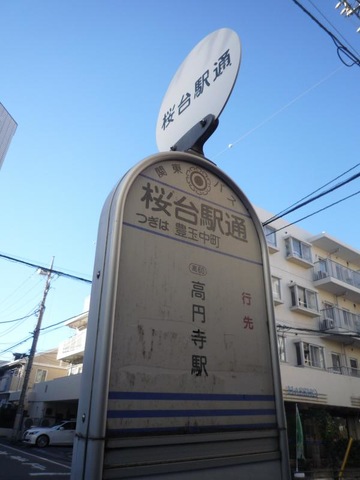 桜台駅通
関東バス
桜台駅通
つぎは 豊玉中町
行先
高円寺駅